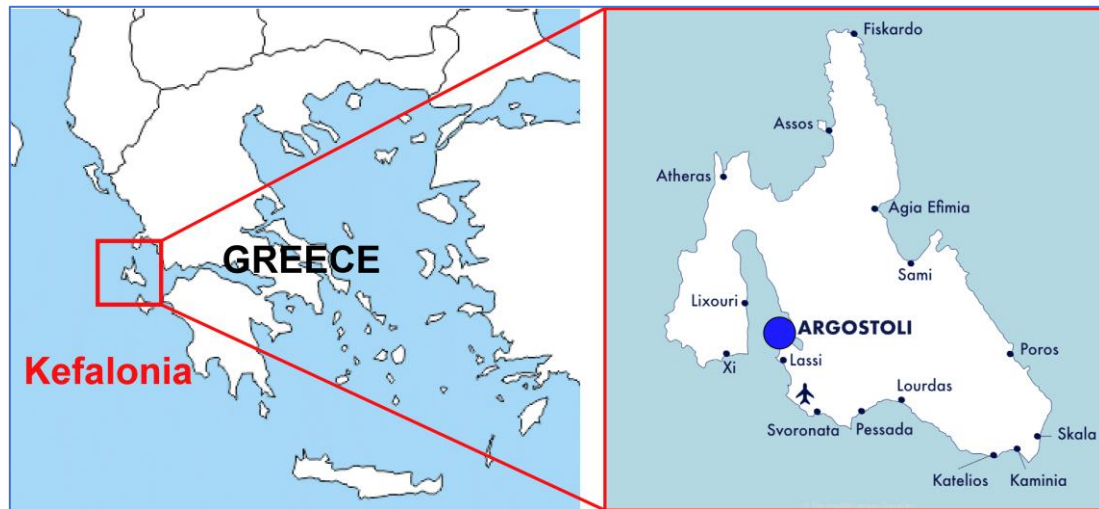 GREECE
Kefalonia
Fiskardo
Assos
Atheras
Agia Efimia
Sami
Lixouri
ARGOSTOLI
Xi
Lassi
Poros
Lourdas
Svoronata
Pessada
Skala
Katelios
Kaminia